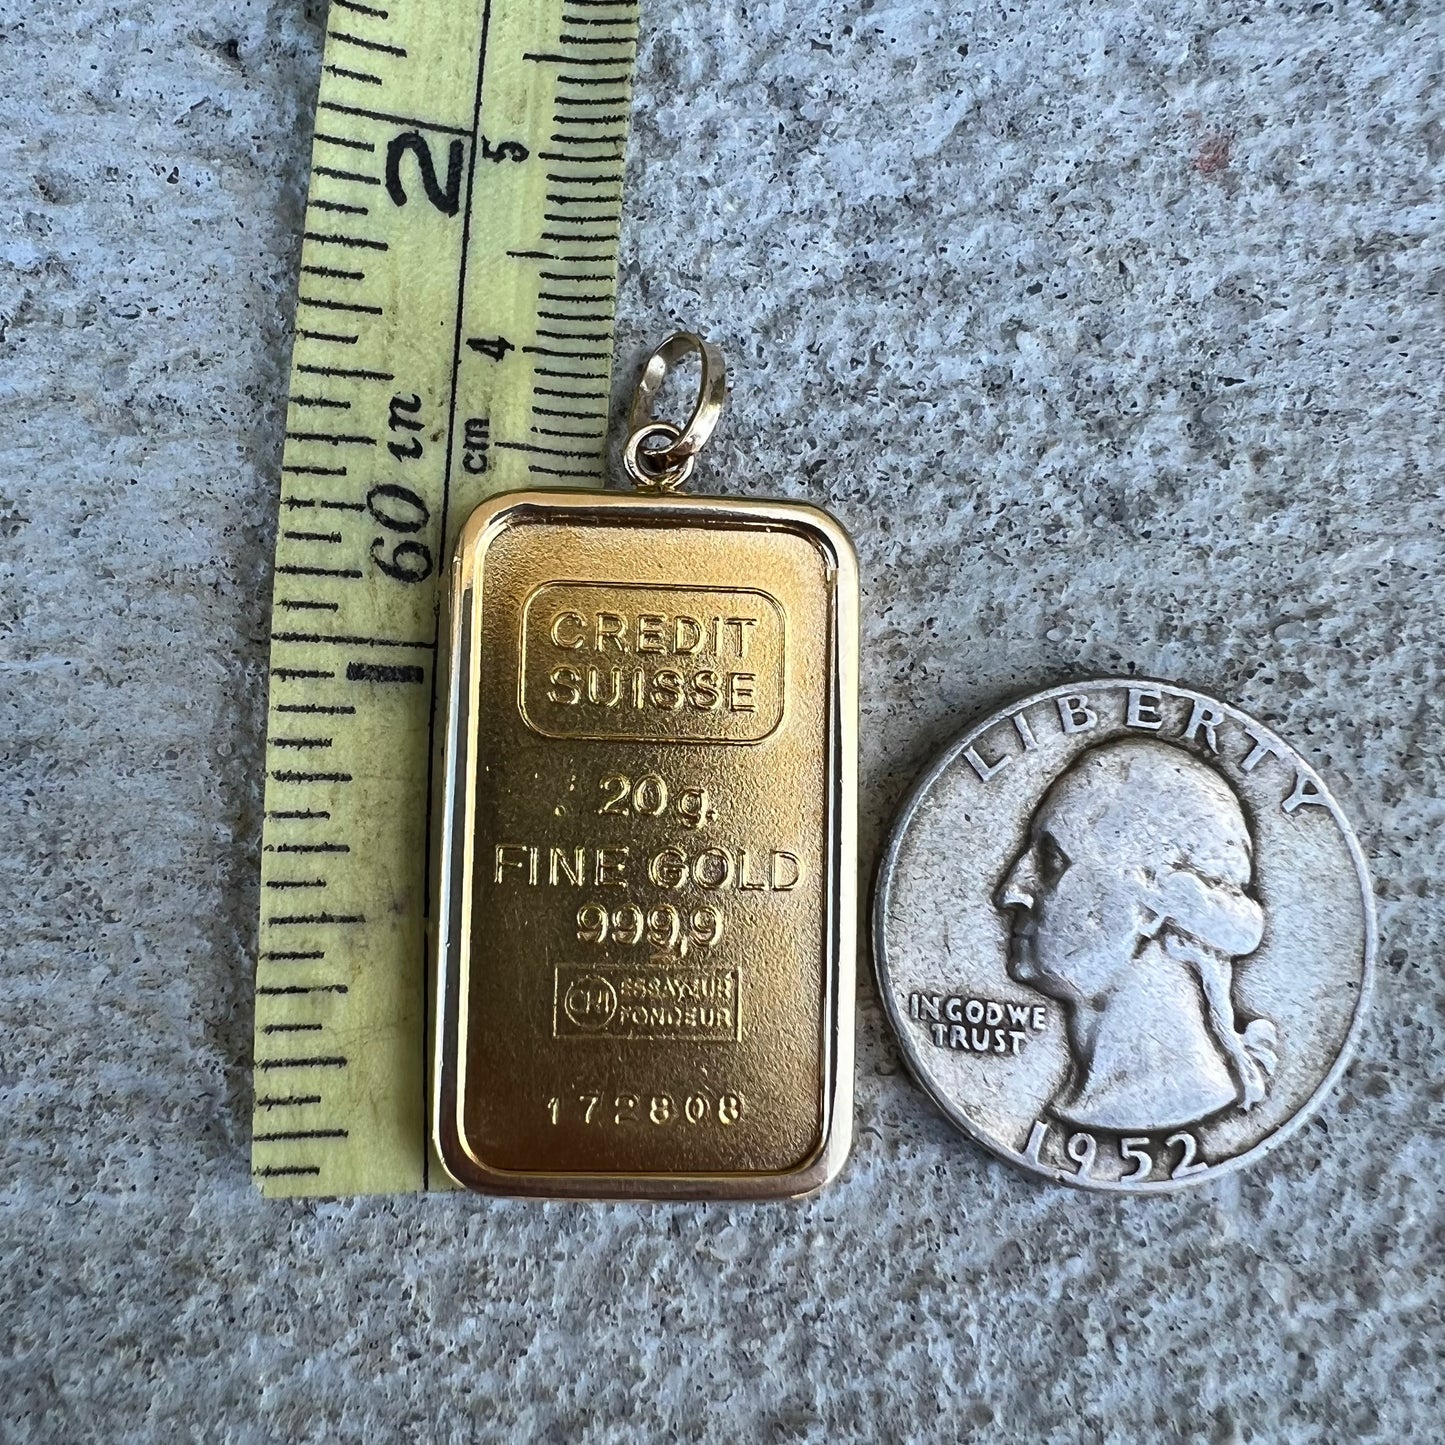 2
5
4
cm
60 in
1
CREDIT
SUISSE
20g.
FINE GOLD
999,9
ESSAYEUR
FONDEUR
172808
LIBERTY
IN GOD WE
TRUST
1952